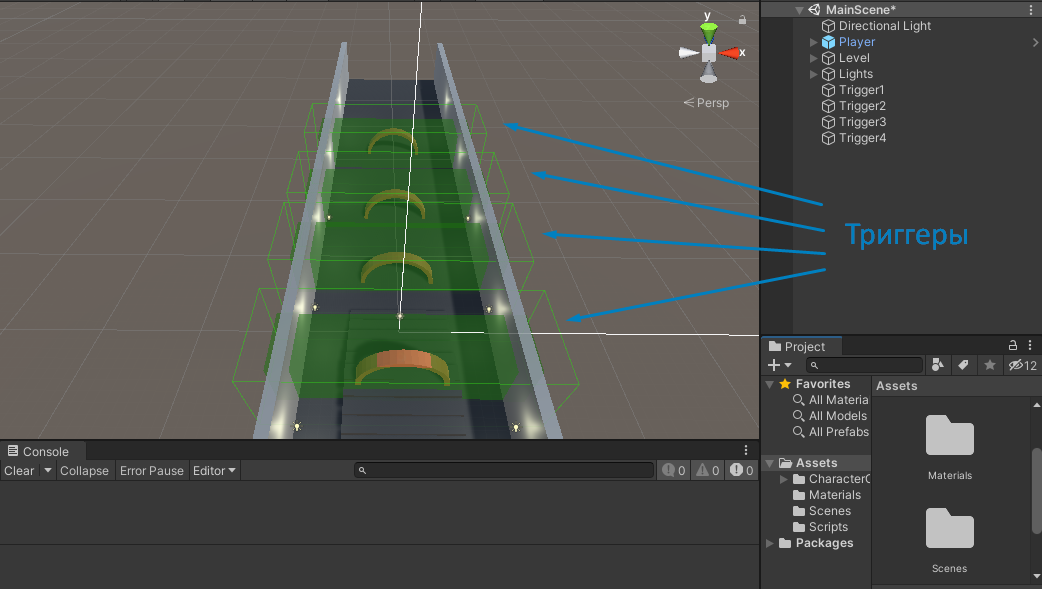 MainScene*
Directional Light
Player
Level
Lights
Trigger1
Trigger2
Trigger3
Trigger4
y
x
Persp
Триггеры
Project
12
Favorites
All Materia
All Models
All Prefabs
Assets
CharacterC
Materials
Scenes
Scripts
Packages
Assets
Materials
Scenes
Console
Clear Collapse Error Pause Editor 0 0 0